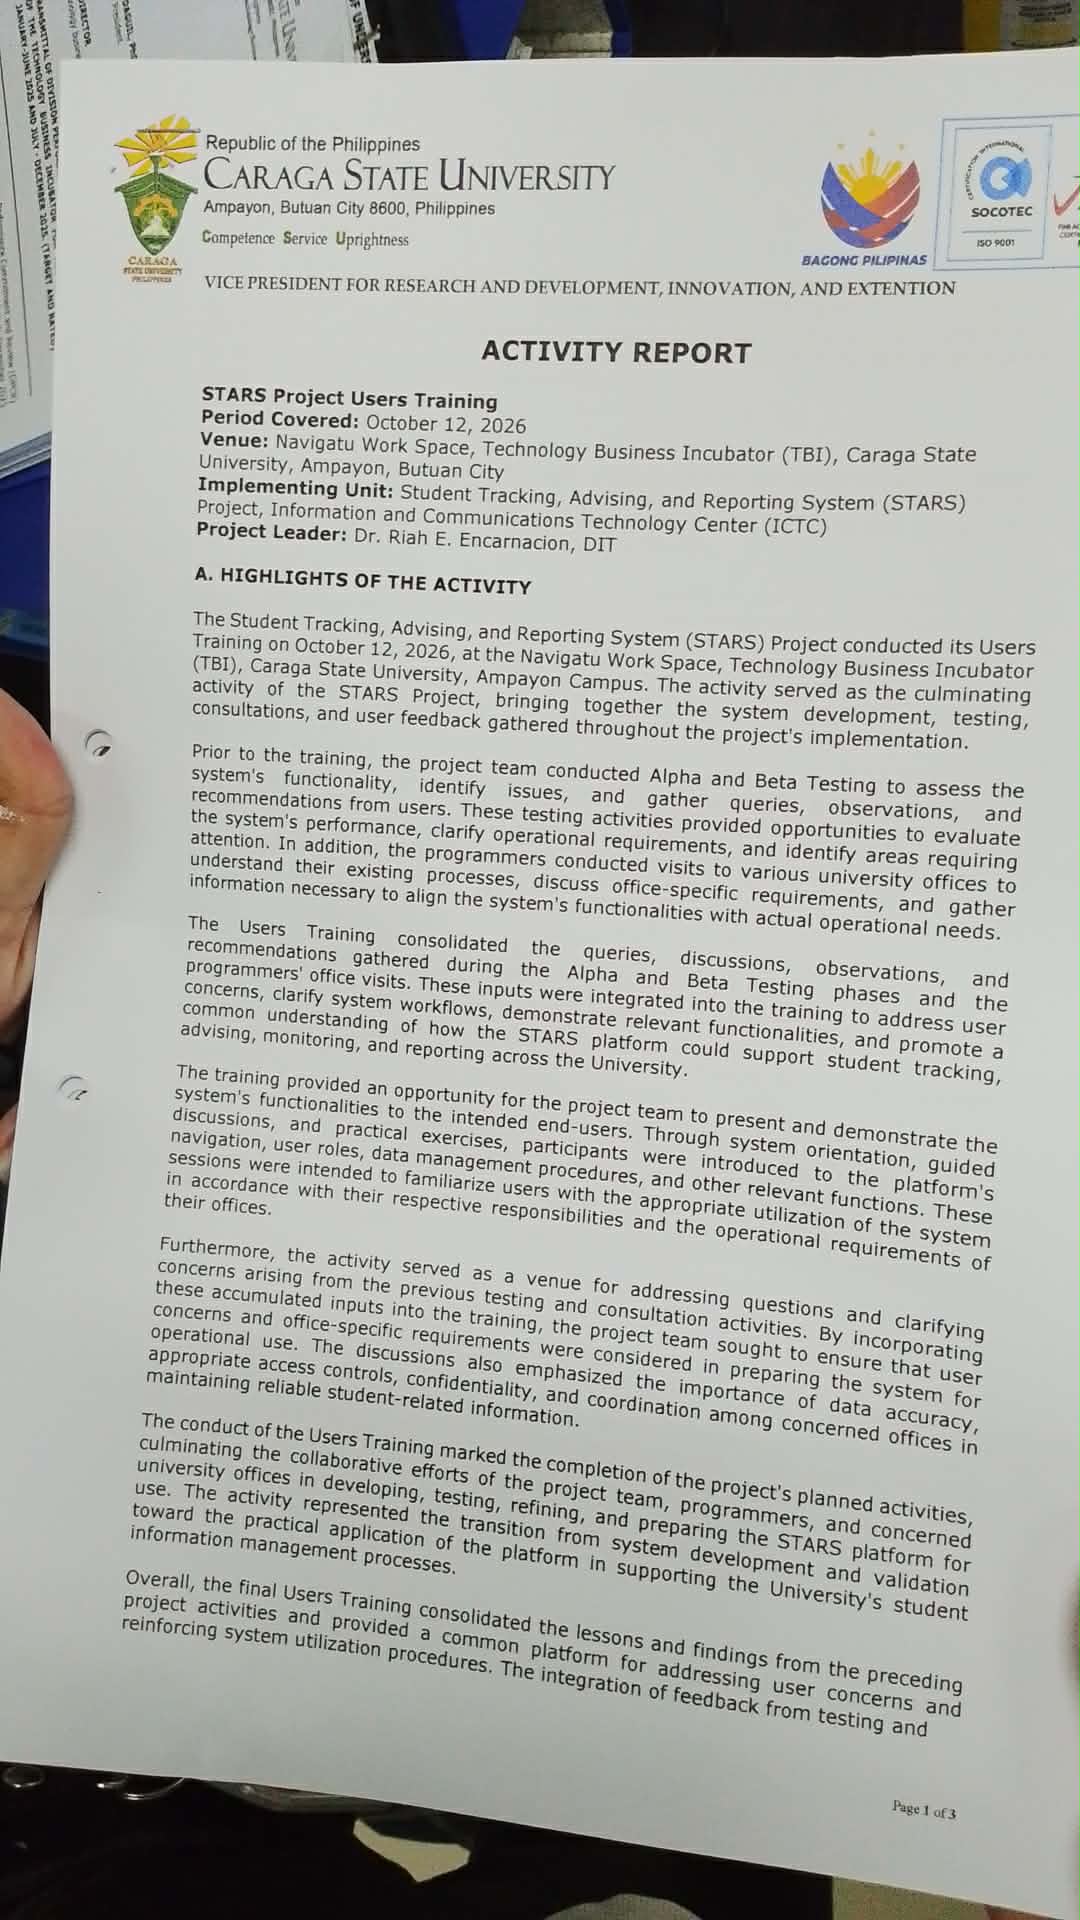 Republic of the Philippines
CARAGA STATE UNIVERSITY
Ampayon, Butuan City 8600, Philippines
Competence Service Uprightness
CARAGA
STATE UNIVERSITY
PHILIPPINES
BAGONG PILIPINAS
CERTIFICATION INTERNATIONAL
SOCOTEC
ISO 9001
VICE PRESIDENT FOR RESEARCH AND DEVELOPMENT, INNOVATION, AND EXTENTION
ACTIVITY REPORT
STARS Project Users Training
Period Covered: October 12, 2026
Venue: Navigatu Work Space, Technology Business Incubator (TBI), Caraga State
University, Ampayon, Butuan City
Implementing Unit: Student Tracking, Advising, and Reporting System (STARS)
Project, Information and Communications Technology Center (ICTC)
Project Leader: Dr. Riah E. Encarnacion, DIT
A. HIGHLIGHTS OF THE ACTIVITY
The Student Tracking, Advising, and Reporting System (STARS) Project conducted its Users
Training on October 12, 2026, at the Navigatu Work Space, Technology Business Incubator
(TBI), Caraga State University, Ampayon Campus. The activity served as the culminating
activity of the STARS Project, bringing together the system development, testing,
consultations, and user feedback gathered throughout the project's implementation.
Prior to the training, the project team conducted Alpha and Beta Testing to assess the
system's functionality, identify issues, and gather queries, observations, and
recommendations from users. These testing activities provided opportunities to evaluate
the system's performance, clarify operational requirements, and identify areas requiring
attention. In addition, the programmers conducted visits to various university offices to
understand their existing processes, discuss office-specific requirements, and gather
information necessary to align the system's functionalities with actual operational needs.
The Users Training consolidated the queries, discussions, observations, and
recommendations gathered during the Alpha and Beta Testing phases and the
programmers' office visits. These inputs were integrated into the training to address user
concerns, clarify system workflows, demonstrate relevant functionalities, and promote a
common understanding of how the STARS platform could support student tracking,
advising, monitoring, and reporting across the University.
The training provided an opportunity for the project team to present and demonstrate the
system's functionalities to the intended end-users. Through system orientation, guided
discussions, and practical exercises, participants were introduced to the platform's
navigation, user roles, data management procedures, and other relevant functions. These
sessions were intended to familiarize users with the appropriate utilization of the system
in accordance with their respective responsibilities and the operational requirements of
their offices.
Furthermore, the activity served as a venue for addressing questions and clarifying
concerns arising from the previous testing and consultation activities. By incorporating
these accumulated inputs into the training, the project team sought to ensure that user
concerns and office-specific requirements were considered in preparing the system for
operational use. The discussions also emphasized the importance of data accuracy,
appropriate access controls, confidentiality, and coordination among concerned offices in
maintaining reliable student-related information.
The conduct of the Users Training marked the completion of the project's planned activities,
culminating the collaborative efforts of the project team, programmers, and concerned
university offices in developing, testing, refining, and preparing the STARS platform for
use. The activity represented the transition from system development and validation
toward the practical application of the platform in supporting the University's student
information management processes.
Overall, the final Users Training consolidated the lessons and findings from the preceding
project activities and provided a common platform for addressing user concerns and
reinforcing system utilization procedures. The integration of feedback from testing and
Page 1 of 3
OF THE TECHNOLOGY BUSINESS INCUBATOR
JANUARY-JUNE 2025 AND JULY - DECEMBER 2025. (TARGET AND RATED)